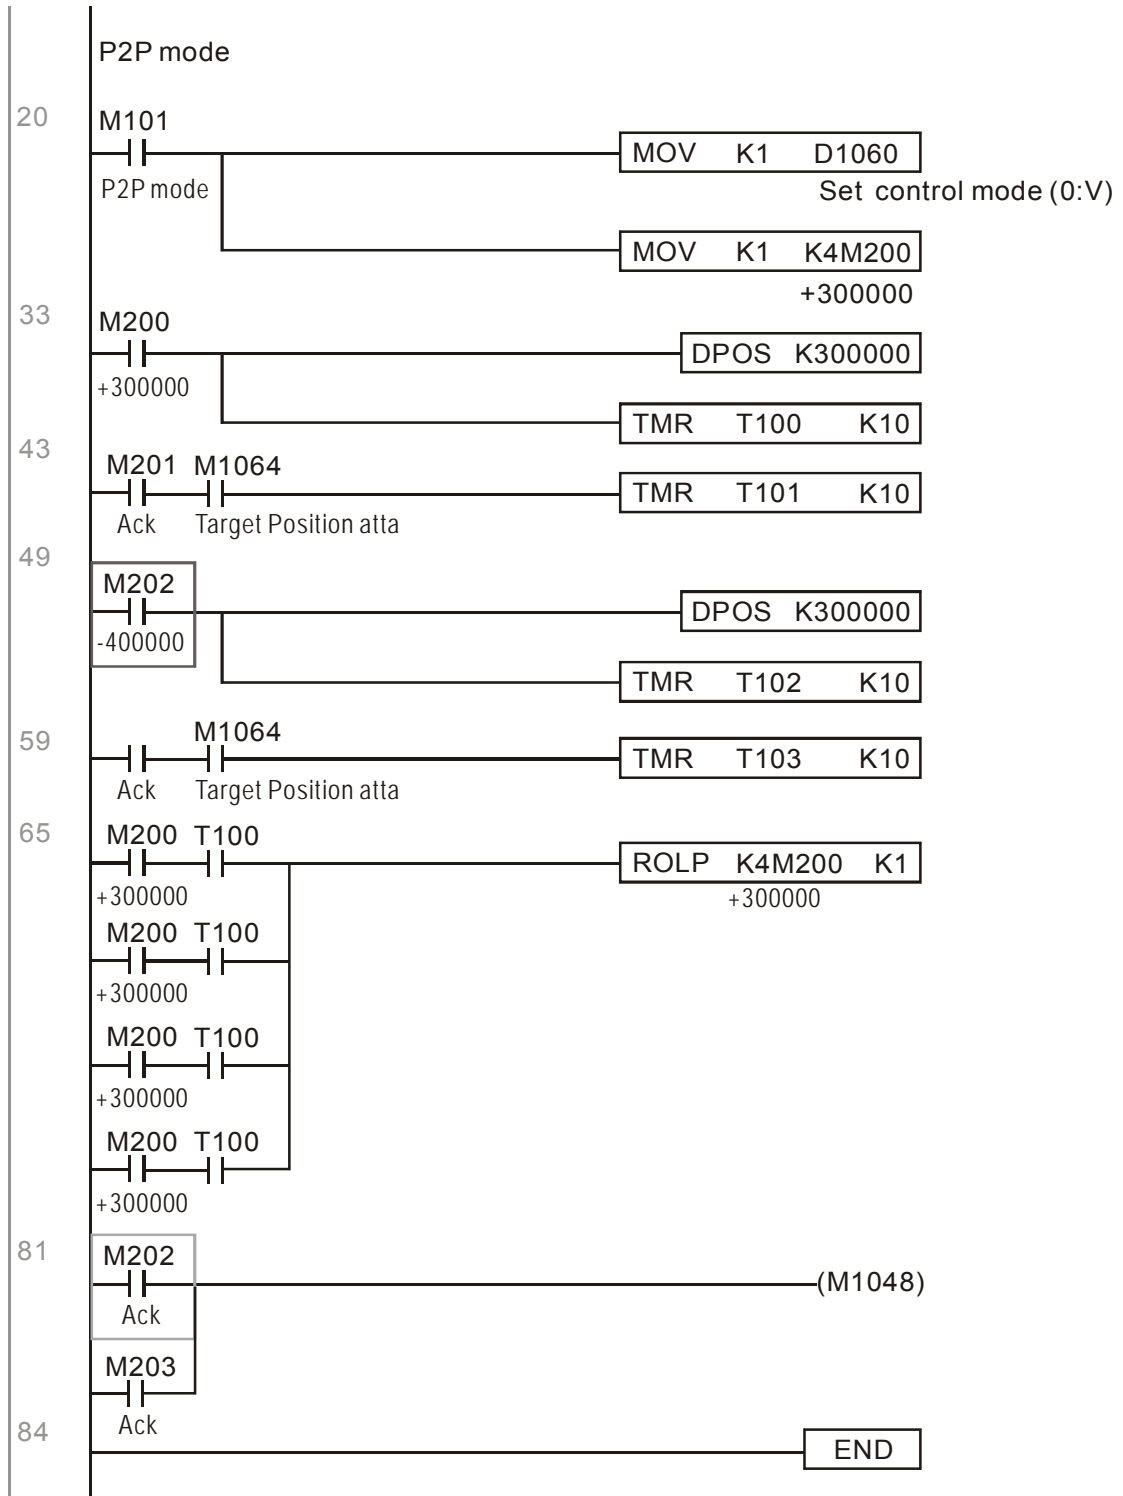 P2P mode
20
M101
MOV K1 D1060
P2P mode
Set control mode (0:V)
MOV K1 K4M200
+300000
33
M200
DPOS K300000
+300000
TMR T100 K10
43
M201 M1064
TMR T101 K10
Ack Target Position atta
49
M202
DPOS K300000
-400000
TMR T102 K10
59
M1064
TMR T103 K10
Ack Target Position atta
65
M200 T100
ROLP K4M200 K1
+300000
+300000
M200 T100
+300000
M200 T100
+300000
M200 T100
+300000
81
M202
(M1048)
Ack
M203
Ack
84
END